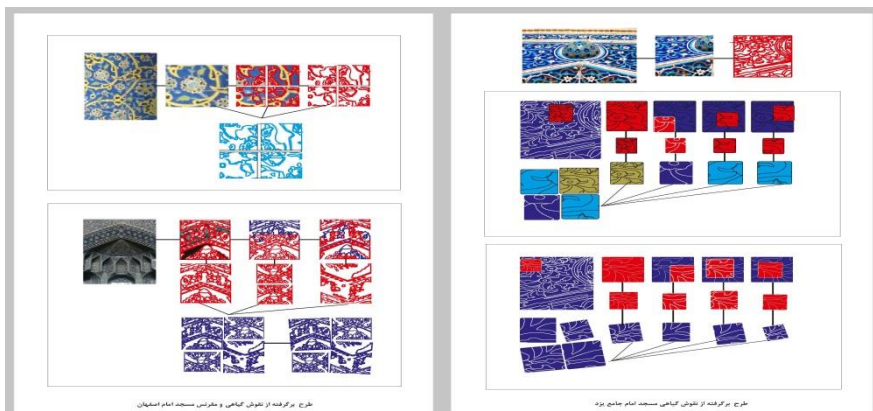 طرح برگرفته از نقوش گیاهی و مقرنس مسجد امام اصفهان
طرح برگرفته از نقوش گیاهی مسجد امام جامع یزد